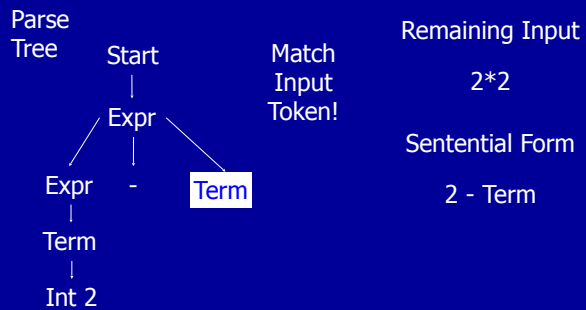 Parse
Tree
Start
Expr
Expr - Term
Term
Int 2
Match
Input
Token!
Remaining Input
2*2
Sentential Form
2 - Term